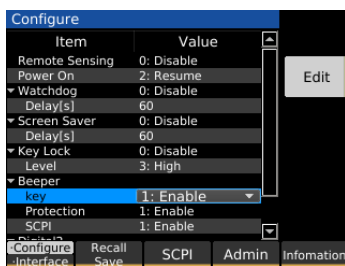 Configure
Item Value
Remote Sensing 0: Disable
Power On 2: Resume
Edit
Watchdog 0: Disable
Delay[s] 60
Screen Saver 0: Disable
Delay[s] 60
Key Lock 0: Disable
Level 3: High
Beeper
key 1: Enable
Protection 1: Enable
SCPI 1: Enable
·Configure Recall SCPI Admin Infomation
·Interface Save